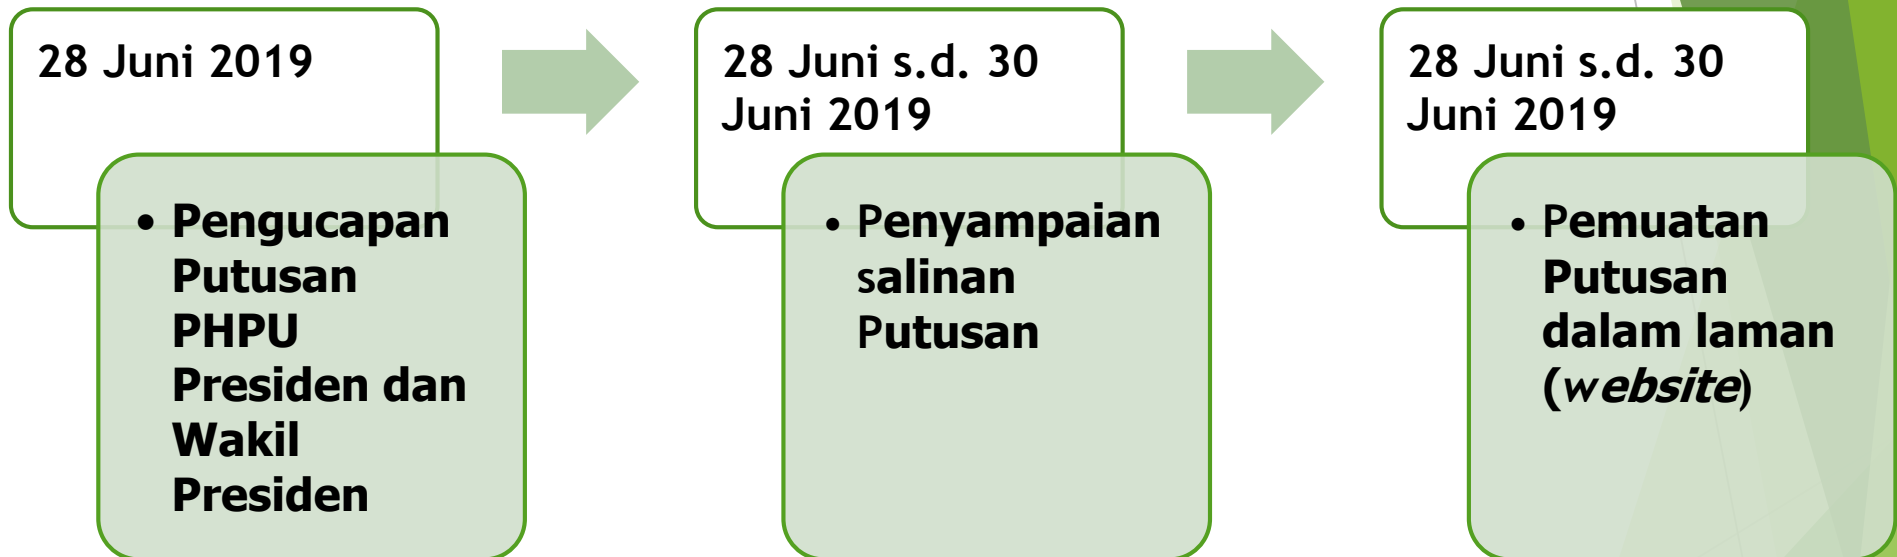 28 Juni 2019
• Pengucapan
Putusan
PHPU
Presiden dan
Wakil
Presiden
28 Juni s.d. 30
Juni 2019
• Penyampaian
salinan
Putusan
28 Juni s.d. 30
Juni 2019
• Pemuatan
Putusan
dalam laman
(website)